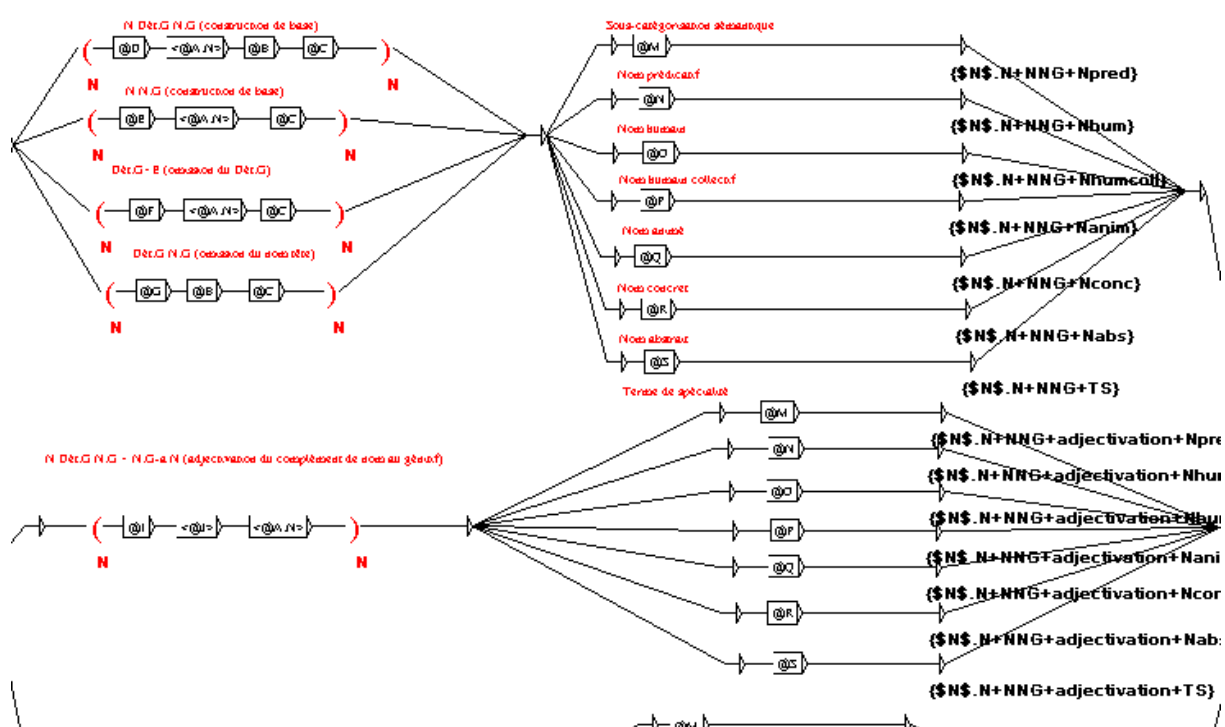 N Dét.G N.G (construction de base)
( @D <@A.N> @B @C )
N N
N N.G (construction de base)
( @E <@A.N> @C )
N N
Dét.G - E (omission du Dét.G)
( @F <@A.N> @C )
N N
Dét.G N.G (omission du nom tête)
( @G @B @C )
N N
Sous-catégorisation sémantique
@M
{$N$.N+NNG+Npred}
Nom prédicatif
@N
{$N$.N+NNG+Nhum}
Nom humain
@O
{$N$.N+NNG+Nhumcoll}
Nom humain collectif
@P
{$N$.N+NNG+Nanim}
Nom animé
@Q
{$N$.N+NNG+Nconc}
Nom concret
@R
{$N$.N+NNG+Nabs}
Nom abstrait
@S
{$N$.N+NNG+TS}
Terme de spécialité
N Dét.G N.G - N.G-a N (adjectivation du complément de nom au génitif)
( @I <@J> <@A.N> )
N N
@M
{$N$.N+NNG+adjectivation+Npre
@N
{$N$.N+NNG+adjectivation+Nhu
@O
{$N$.N+NNG+adjectivation+Nhu
@P
{$N$.N+NNG+adjectivation+Nani
@Q
{$N$.N+NNG+adjectivation+Ncon
@R
{$N$.N+NNG+adjectivation+Nabs
@S
{$N$.N+NNG+adjectivation+TS}
@M